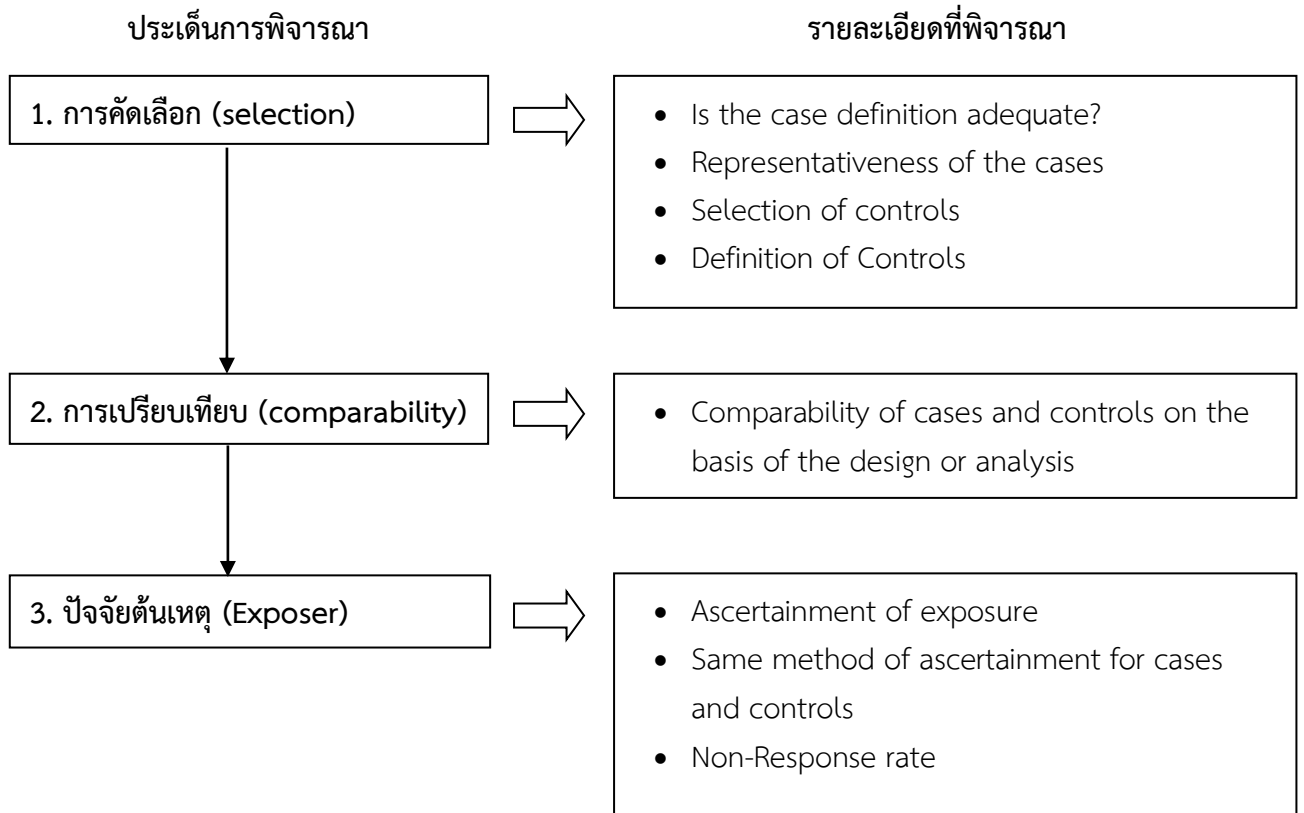 ประเด็นการพิจารณา
รายละเอียดที่พิจารณา
1. การคัดเลือก (selection)
• Is the case definition adequate?
• Representativeness of the cases
• Selection of controls
• Definition of Controls
2. การเปรียบเทียบ (comparability)
• Comparability of cases and controls on the
basis of the design or analysis
3. ปัจจัยต้นเหตุ (Exposer)
• Ascertainment of exposure
• Same method of ascertainment for cases
and controls
• Non-Response rate